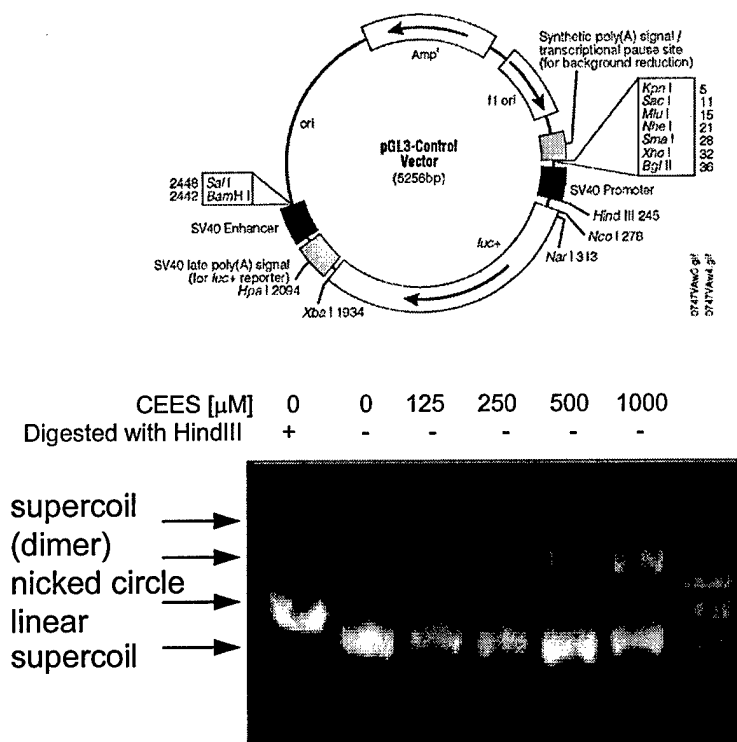 Synthetic poly(A) signal /
transcriptional pause site
(for background reduction)
Amp^r
f1 ori
Kpn I 5
Sac I 11
Mlu I 15
Nhe I 21
Sma I 28
Xho I 32
Bgl II 36
ori
pGL3-Control
Vector
(5256bp)
2448 Sal I
2442 BamH I
SV40 Promoter
Hind III 245
SV40 Enhancer
luc+
Nco I 278
Nar I 313
SV40 late poly(A) signal
(for luc+ reporter)
Hpa I 2094
Xba I 1934
0747VAw3.gif
0747VAw4.gif
CEES [μM] 0 0 125 250 500 1000
Digested with HindIII + - - - - -
supercoil
(dimer)
nicked circle
linear
supercoil